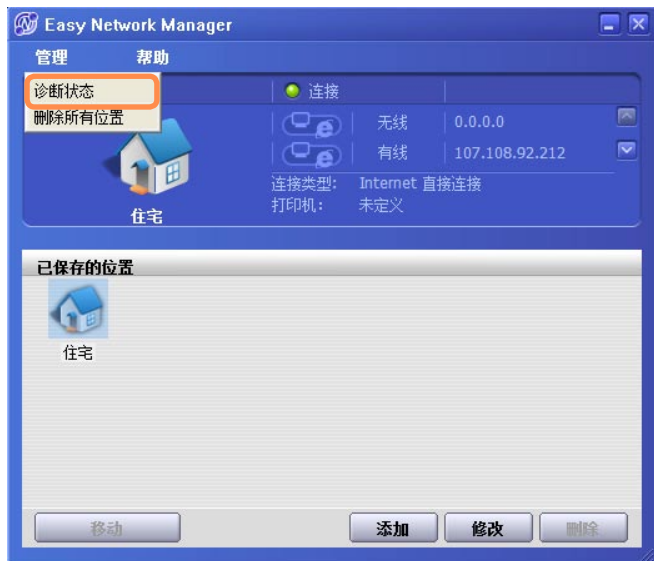 Easy Network Manager
管理 帮助
诊断状态
删除所有位置
连接
无线 0.0.0.0
有线 107.108.92.212
连接类型: Internet 直接连接
打印机: 未定义
住宅
已保存的位置
住宅
移动 添加 修改 删除